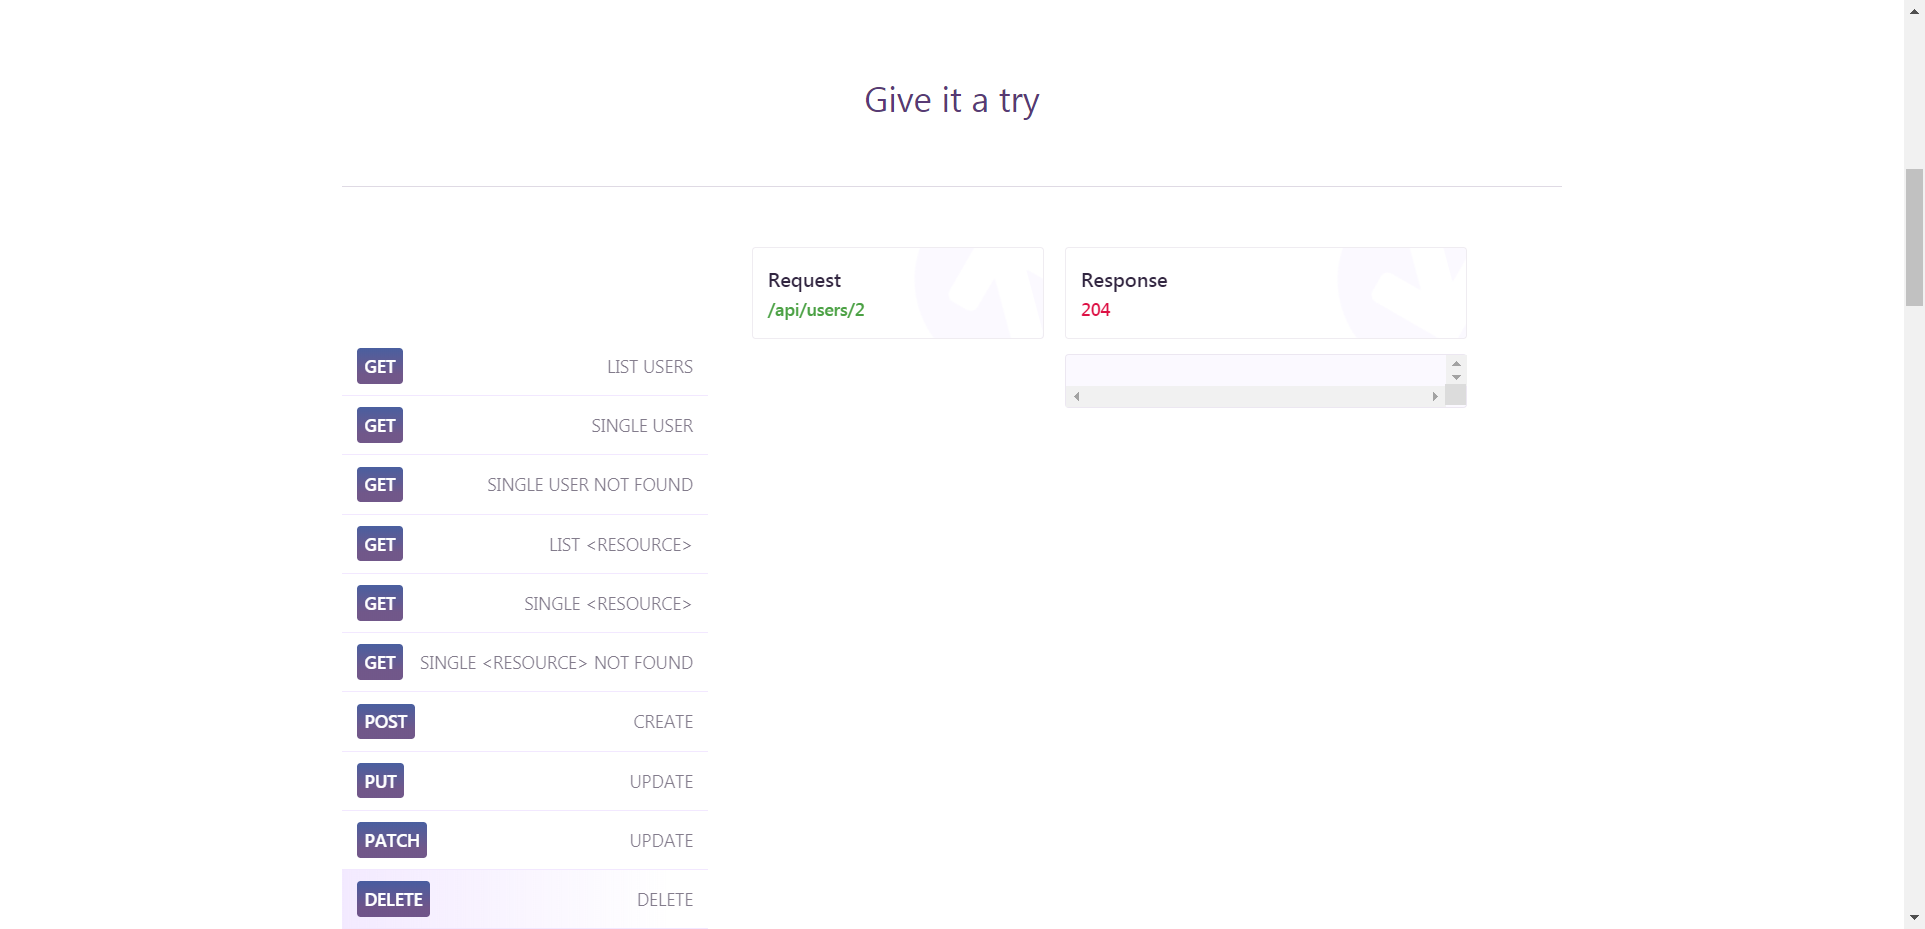 Give it a try
Request
/api/users/2
Response
204
GET LIST USERS
GET SINGLE USER
GET SINGLE USER NOT FOUND
GET LIST <RESOURCE>
GET SINGLE <RESOURCE>
GET SINGLE <RESOURCE> NOT FOUND
POST CREATE
PUT UPDATE
PATCH UPDATE
DELETE DELETE